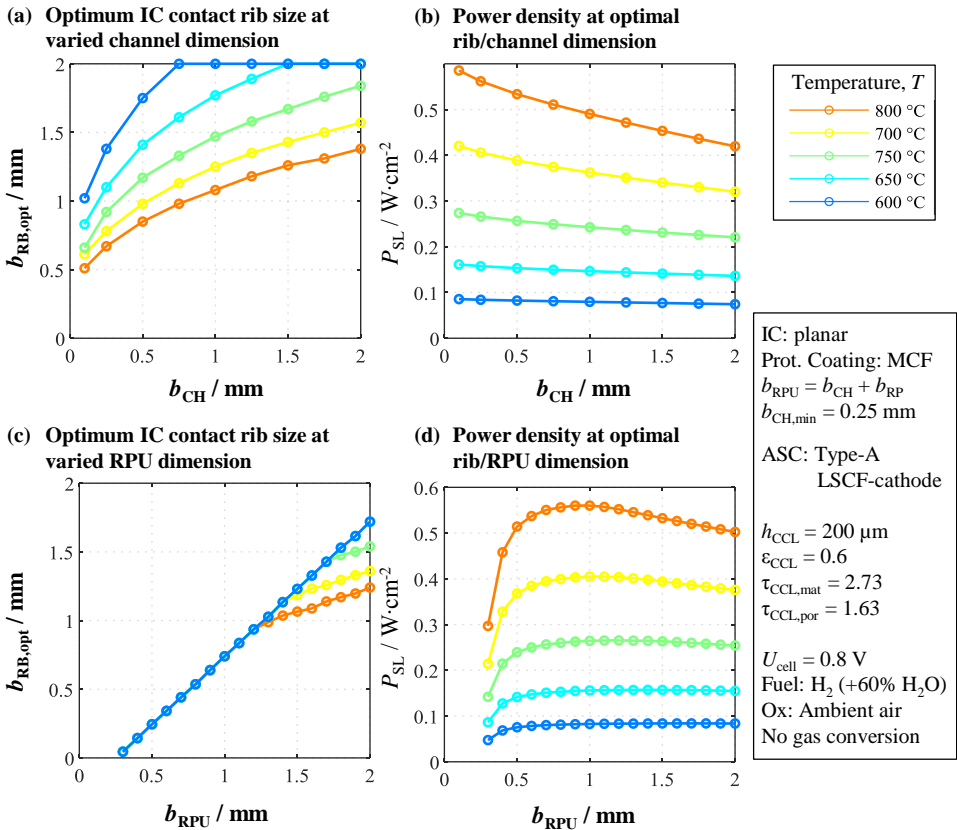 (a) Optimum IC contact rib size at
varied channel dimension
2
1.5
1
0.5
0
0 0.5 1 1.5 2
b_RB,opt / mm
b_CH / mm
(b) Power density at optimal
rib/channel dimension
0.5
0.4
0.3
0.2
0.1
0
0 0.5 1 1.5 2
P_SL / W·cm⁻²
b_CH / mm
Temperature, T
800 °C
700 °C
750 °C
650 °C
600 °C
(c) Optimum IC contact rib size at
varied RPU dimension
2
1.5
1
0.5
0
0 0.5 1 1.5 2
b_RB,opt / mm
b_RPU / mm
(d) Power density at optimal
rib/RPU dimension
0.6
0.5
0.4
0.3
0.2
0.1
0
0 0.5 1 1.5 2
P_SL / W·cm⁻²
b_RPU / mm
IC: planar
Prot. Coating: MCF
b_RPU = b_CH + b_RP
b_CH,min = 0.25 mm
ASC: Type-A
LSCF-cathode
h_CCL = 200 µm
ε_CCL = 0.6
τ_CCL,mat = 2.73
τ_CCL,por = 1.63
U_cell = 0.8 V
Fuel: H₂ (+60% H₂O)
Ox: Ambient air
No gas conversion